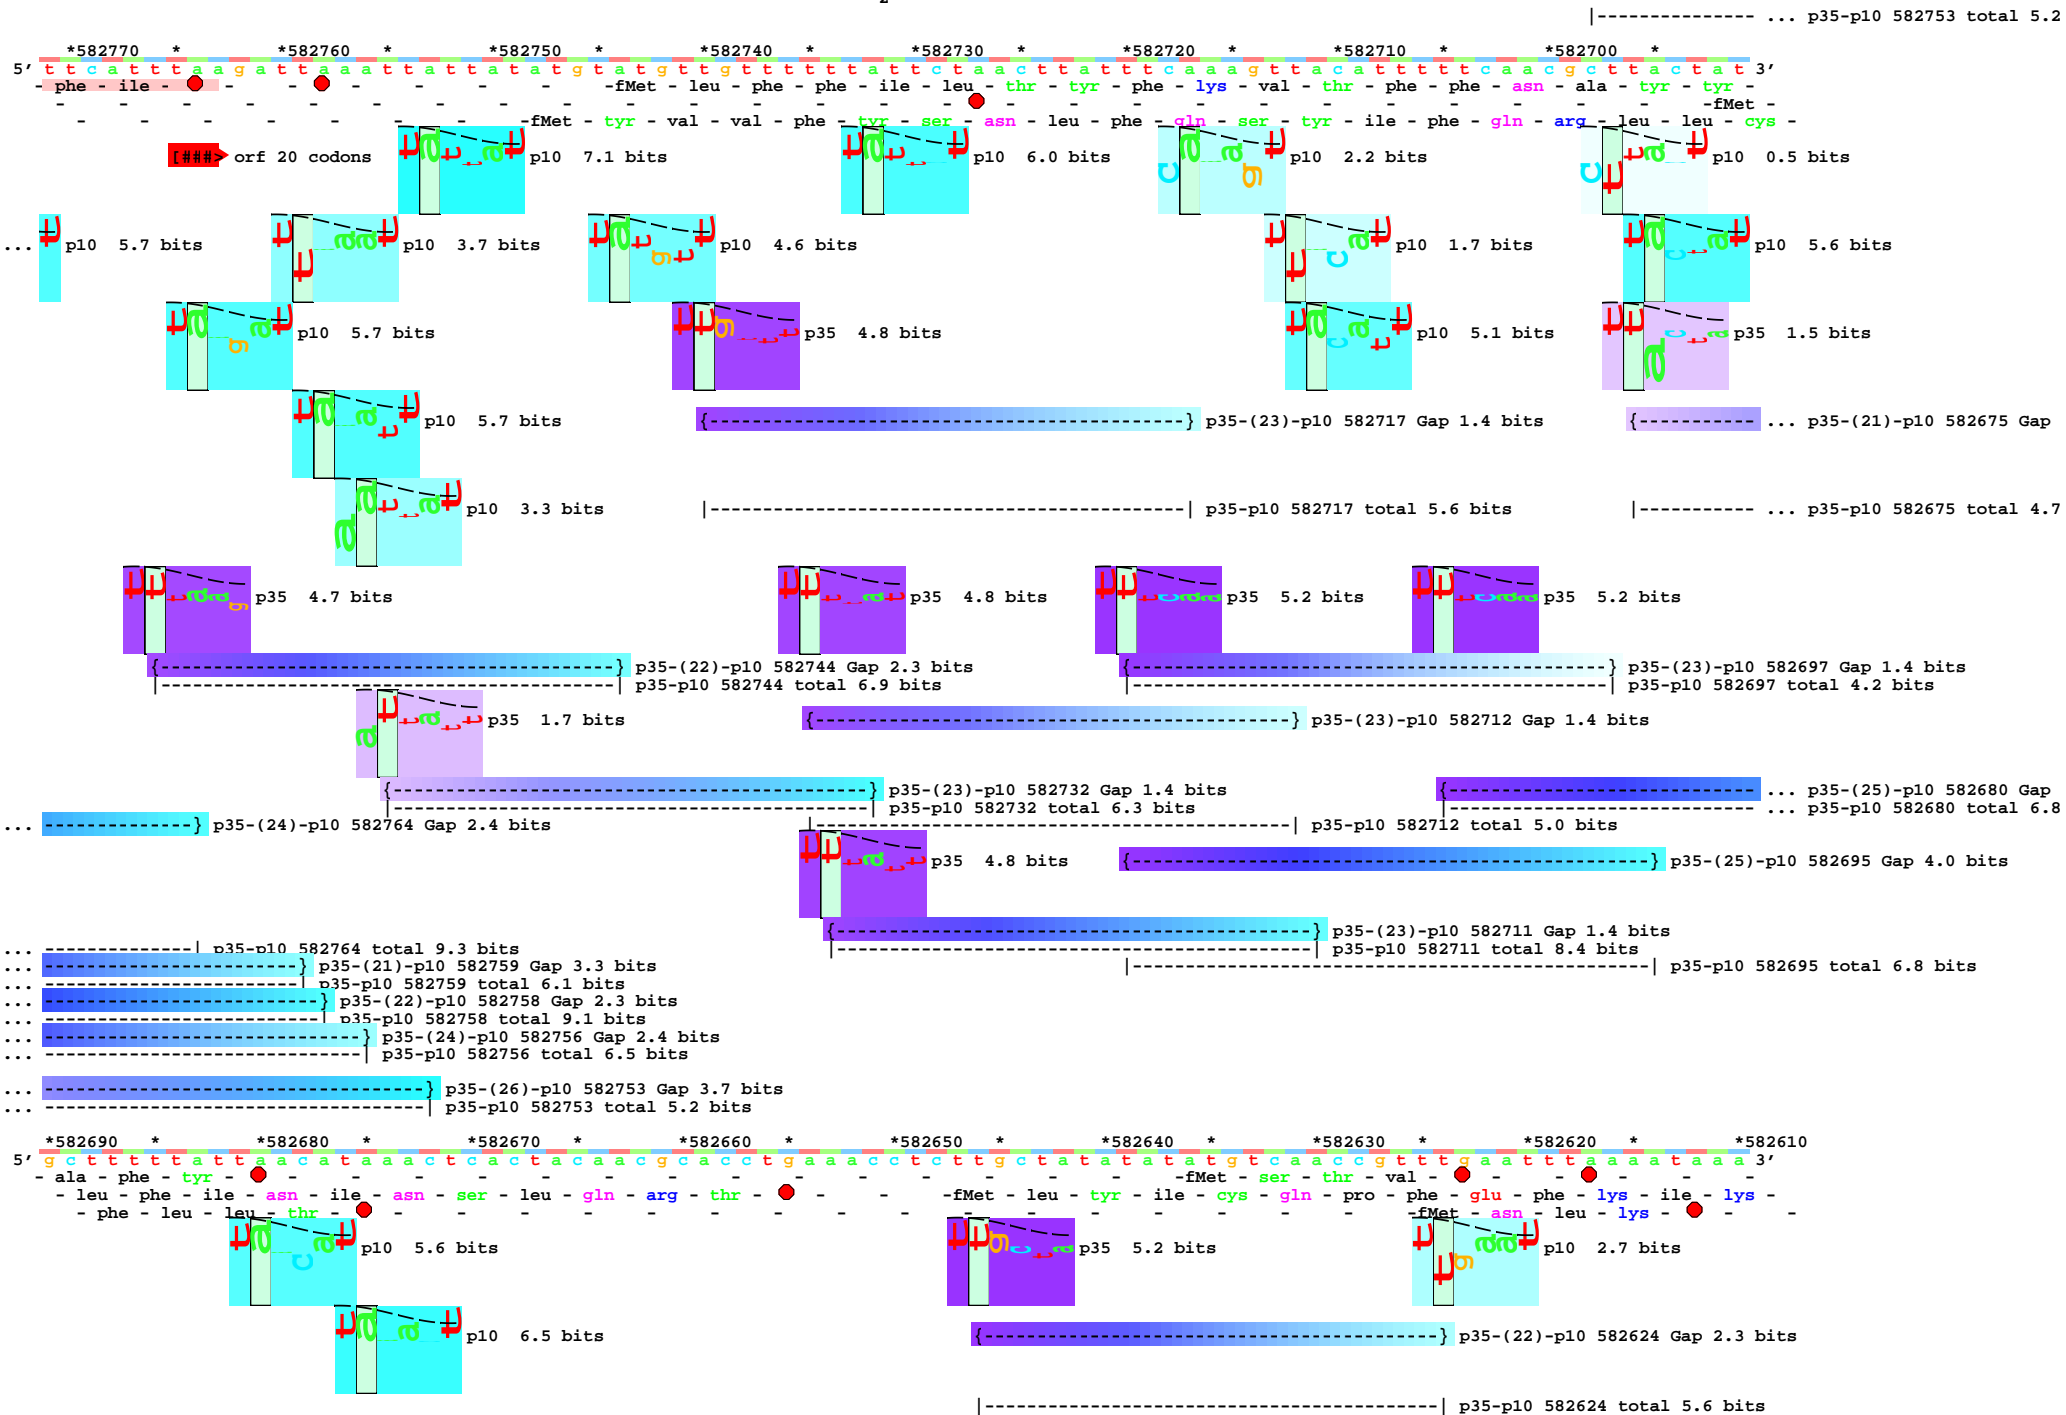 2
|-------------- ... p35-p10 582753 total 5.2
*582770 * *582760 * *582750 * *582740 * *582730 * *582720 * *582710 * *582700 *
5' t t c a t t t a a g a t t a a a t t a t t a t a t g t a t g t t g t t t t t t a t t c t a a c t t a t t t c a a a g t t a c a t t t t t c a a c g c t t a c t a t 3'
- phe - ile - - - - - -fMet - leu - phe - phe - ile - leu - thr - tyr - phe - lys - val - thr - phe - phe - asn - ala - tyr - tyr -
- - - - - - - - - - - - - - - - - - - - - - - -fMet -
- - - - - - -fMet - tyr - val - val - phe - tyr - ser - asn - leu - phe - gln - ser - tyr - ile - phe - gln - arg - leu - leu - cys -
[###> orf 20 codons p10 7.1 bits p10 6.0 bits p10 2.2 bits p10 0.5 bits
... p10 5.7 bits p10 3.7 bits p10 4.6 bits p10 1.7 bits p10 5.6 bits
p10 5.7 bits p35 4.8 bits p10 5.1 bits p35 1.5 bits
p10 5.7 bits {-----------------------} p35-(23)-p10 582717 Gap 1.4 bits {----------- ... p35-(21)-p10 582675 Gap
p10 3.3 bits |-----------------------| p35-p10 582717 total 5.6 bits |----------- ... p35-p10 582675 total 4.7
p35 4.7 bits p35 4.8 bits p35 5.2 bits p35 5.2 bits
{-----------------------} p35-(22)-p10 582744 Gap 2.3 bits {-----------------------} p35-(23)-p10 582697 Gap 1.4 bits
|-----------------------| p35-p10 582744 total 6.9 bits |-----------------------| p35-p10 582697 total 4.2 bits
p35 1.7 bits {-----------------------} p35-(23)-p10 582712 Gap 1.4 bits
{-----------------------} p35-(23)-p10 582732 Gap 1.4 bits {----------------- ... p35-(25)-p10 582680 Gap
|-----------------------| p35-p10 582732 total 6.3 bits |----------------- ... p35-p10 582680 total 6.8
... --------------} p35-(24)-p10 582764 Gap 2.4 bits |-----------------------| p35-p10 582712 total 5.0 bits
p35 4.8 bits {-----------------------} p35-(25)-p10 582695 Gap 4.0 bits
{-----------------------} p35-(23)-p10 582711 Gap 1.4 bits
... --------------| p35-p10 582764 total 9.3 bits |-----------------------| p35-p10 582711 total 8.4 bits
... -----------------------} p35-(21)-p10 582759 Gap 3.3 bits |-----------------------| p35-p10 582695 total 6.8 bits
... -----------------------| p35-p10 582759 total 6.1 bits
... -----------------------} p35-(22)-p10 582758 Gap 2.3 bits
... -----------------------| p35-p10 582758 total 9.1 bits
... -----------------------} p35-(24)-p10 582756 Gap 2.4 bits
... -----------------------| p35-p10 582756 total 6.5 bits
... -----------------------} p35-(26)-p10 582753 Gap 3.7 bits
... -----------------------| p35-p10 582753 total 5.2 bits
*582690 * *582680 * *582670 * *582660 * *582650 * *582640 * *582630 * *582620 * *582610
5' g c t t t t t a t t a a c a t a a a c t c a c t a c a a c g c a c c t g a a a c c t c t t g c t a t a t a t a t g t c a a c c g t t t g a a t t t a a a a t a a a 3'
- ala - phe - tyr - - - - - - - - - - - - - - - - - -fMet - ser - thr - val - - - - -
- leu - phe - ile - asn - ile - asn - ser - leu - gln - arg - thr - - - -fMet - leu - tyr - ile - cys - gln - pro - phe - glu - phe - lys - ile - lys -
- phe - leu - leu - thr - - - - - - - - - - - - - - - - - -fMet - asn - leu - lys - - -
p10 5.6 bits p35 5.2 bits p10 2.7 bits
p10 6.5 bits {-----------------------} p35-(22)-p10 582624 Gap 2.3 bits
|-----------------------| p35-p10 582624 total 5.6 bits